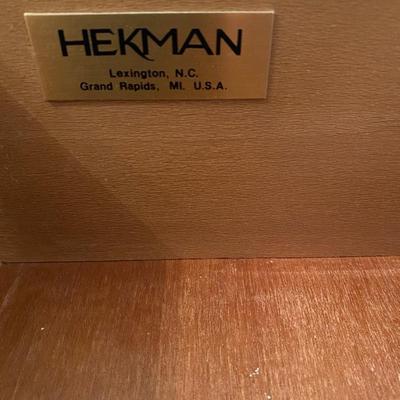 HEKMAN
Lexington, N.C.
Grand Rapids, MI. U.S.A.